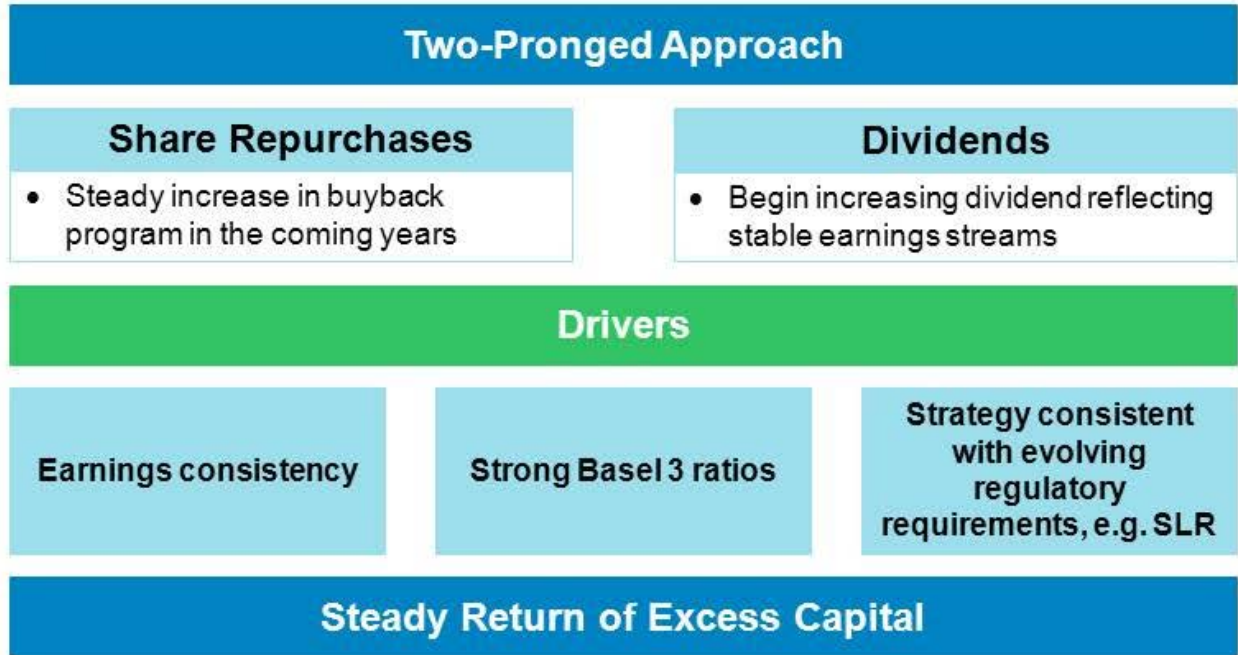 Two-Pronged Approach
Share Repurchases
• Steady increase in buyback
program in the coming years
Dividends
• Begin increasing dividend reflecting
stable earnings streams
Drivers
Earnings consistency
Strong Basel 3 ratios
Strategy consistent
with evolving
regulatory
requirements, e.g. SLR
Steady Return of Excess Capital